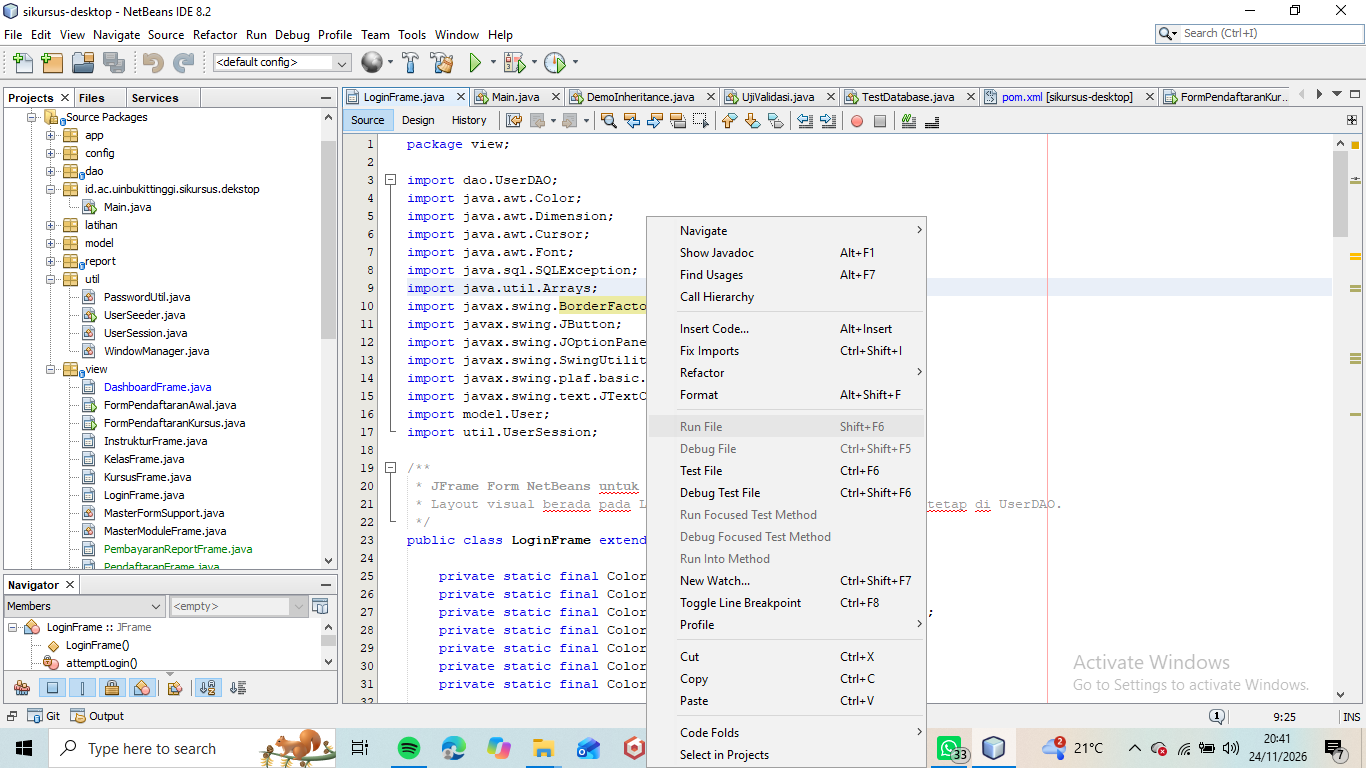 sikursus-desktop - NetBeans IDE 8.2
File Edit View Navigate Source Refactor Run Debug Profile Team Tools Window Help
Search (Ctrl+I)
<default config>
Projects Files Services
LoginFrame.java Main.java DemoInheritance.java UjiValidasi.java TestDatabase.java pom.xml [sikursus-desktop] FormPendaftaranKur...
Source Design History
Source Packages
app
config
dao
id.ac.uinbukittinggi.sikursus.dekstop
Main.java
latihan
model
report
util
PasswordUtil.java
UserSeeder.java
UserSession.java
WindowManager.java
view
DashboardFrame.java
FormPendaftaranAwal.java
FormPendaftaranKursus.java
InstrukturFrame.java
KelasFrame.java
KursusFrame.java
LoginFrame.java
MasterFormSupport.java
MasterModuleFrame.java
PembayaranReportFrame.java
PendaftaranFrame.java
Navigator
Members <empty>
LoginFrame :: JFrame
LoginFrame()
attemptLogin()
1 package view;
2
3 import dao.UserDAO;
4 import java.awt.Color;
5 import java.awt.Dimension;
6 import java.awt.Cursor;
7 import java.awt.Font;
8 import java.sql.SQLException;
9 import java.util.Arrays;
10 import javax.swing.BorderFacto
11 import javax.swing.JButton;
12 import javax.swing.JOptionPane
13 import javax.swing.SwingUtilit
14 import javax.swing.plaf.basic.
15 import javax.swing.text.JTextC
16 import model.User;
17 import util.UserSession;
18
19 /**
20 * JFrame Form NetBeans untuk
21 * Layout visual berada pada L tetap di UserDAO.
22 */
23 public class LoginFrame extend
24
25 private static final Color
26 private static final Color
27 private static final Color ;
28 private static final Color
29 private static final Color
30 private static final Color
31 private static final Color
32
Navigate
Show Javadoc Alt+F1
Find Usages Alt+F7
Call Hierarchy
Insert Code... Alt+Insert
Fix Imports Ctrl+Shift+I
Refactor
Format Alt+Shift+F
Run File Shift+F6
Debug File Ctrl+Shift+F5
Test File Ctrl+F6
Debug Test File Ctrl+Shift+F6
Run Focused Test Method
Debug Focused Test Method
Run Into Method
New Watch... Ctrl+Shift+F7
Toggle Line Breakpoint Ctrl+F8
Profile
Cut Ctrl+X
Copy Ctrl+C
Paste Ctrl+V
Code Folds
Select in Projects
Activate Windows
Go to Settings to activate Windows.
Git Output
1 9:25 INS
Type here to search
33
2 21°C
20:41
24/11/2026
7